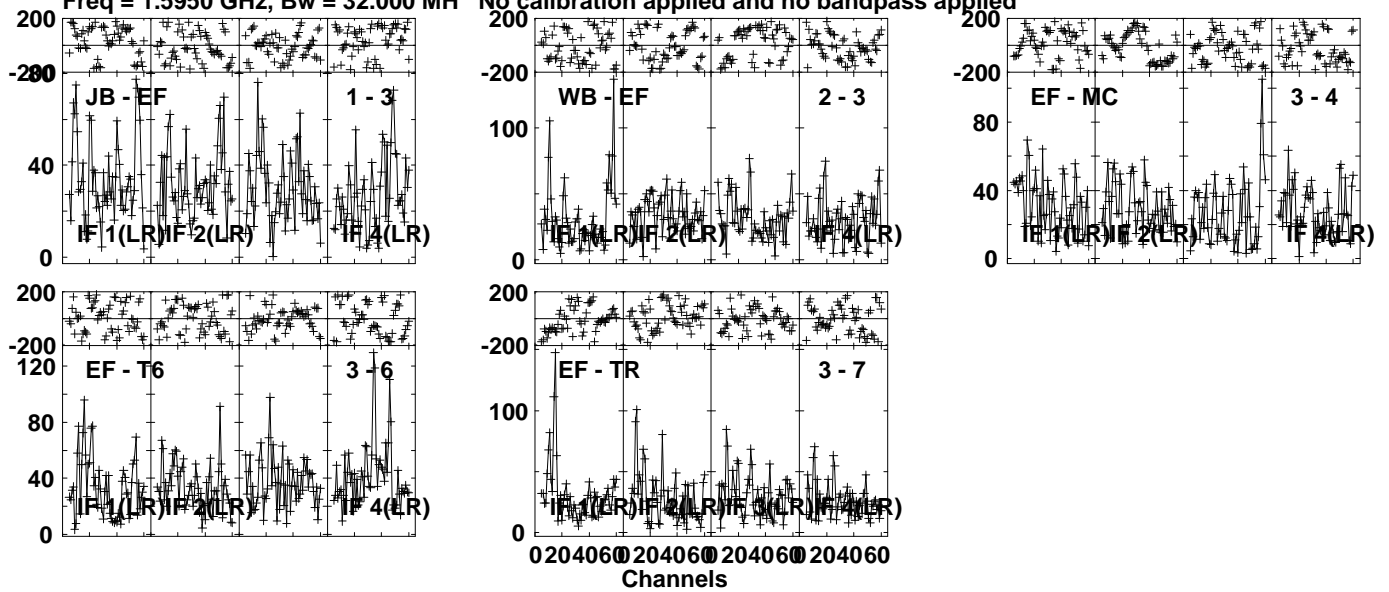 Freq = 1.5950 GHz, Bw = 32.000 MH No calibration applied and no bandpass applied
200
-200
80
40
0
JB - EF 1 - 3
IF 1(LR) IF 2(LR) IF 4(LR)
200
-200
100
0
WB - EF 2 - 3
IF 1(LR) IF 2(LR) IF 4(LR)
200
-200
80
40
0
EF - MC 3 - 4
IF 1(LR) IF 2(LR) IF 4(LR)
200
-200
120
80
40
0
EF - T6 3 - 6
IF 1(LR) IF 2(LR) IF 4(LR)
200
-200
100
0
EF - TR 3 - 7
IF 1(LR) IF 2(LR) IF 3(LR) IF 4(LR)
0 20 40 60 0 20 40 60 0 20 40 60 0 20 40 60
Channels